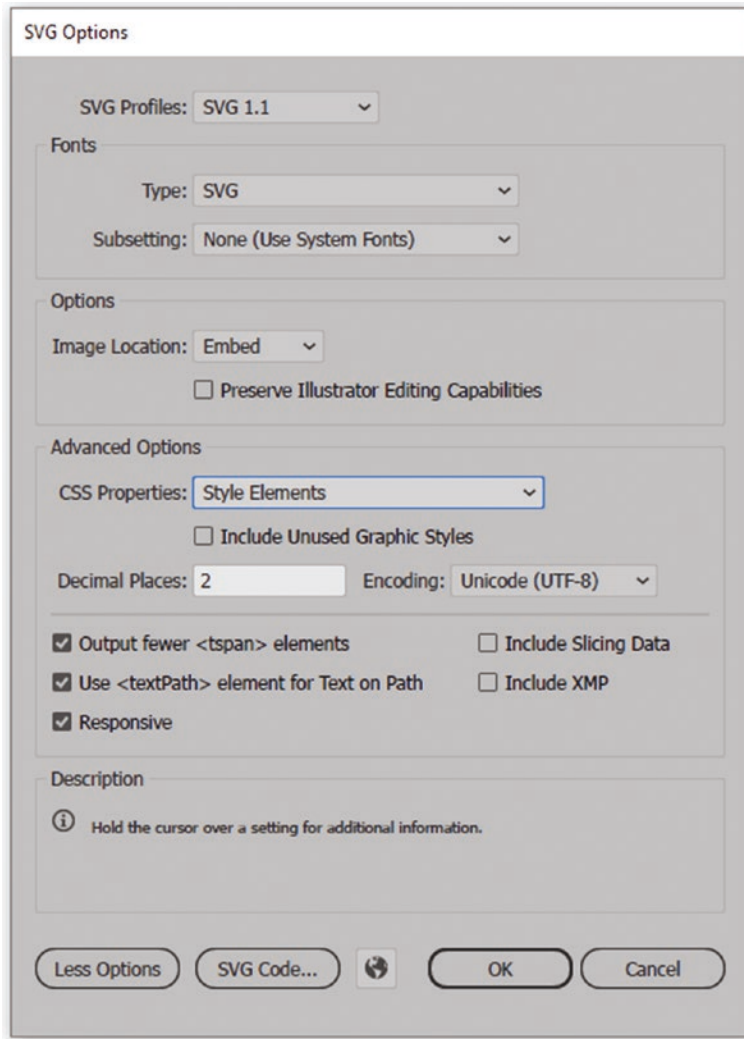 SVG Options
SVG Profiles: SVG 1.1
Fonts
Type: SVG
Subsetting: None (Use System Fonts)
Options
Image Location: Embed
Preserve Illustrator Editing Capabilities
Advanced Options
CSS Properties: Style Elements
Include Unused Graphic Styles
Decimal Places: 2 Encoding: Unicode (UTF-8)
Output fewer <tspan> elements Include Slicing Data
Use <textPath> element for Text on Path Include XMP
Responsive
Description
Hold the cursor over a setting for additional information.
Less Options SVG Code... OK Cancel